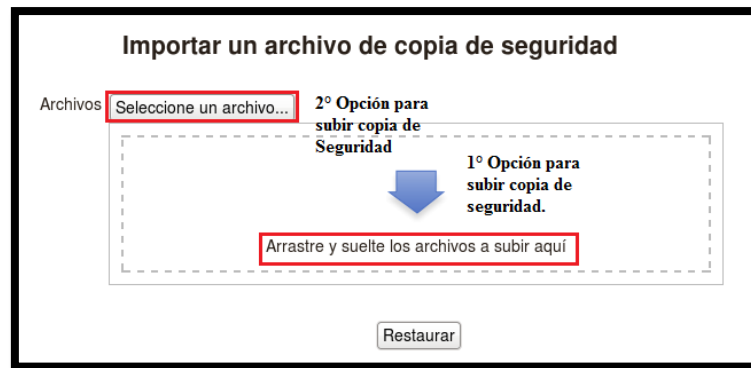 Importar un archivo de copia de seguridad
Archivos
Seleccione un archivo...
2° Opción para
subir copia de
Seguridad
1° Opción para
subir copia de
seguridad.
Arrastre y suelte los archivos a subir aquí
Restaurar